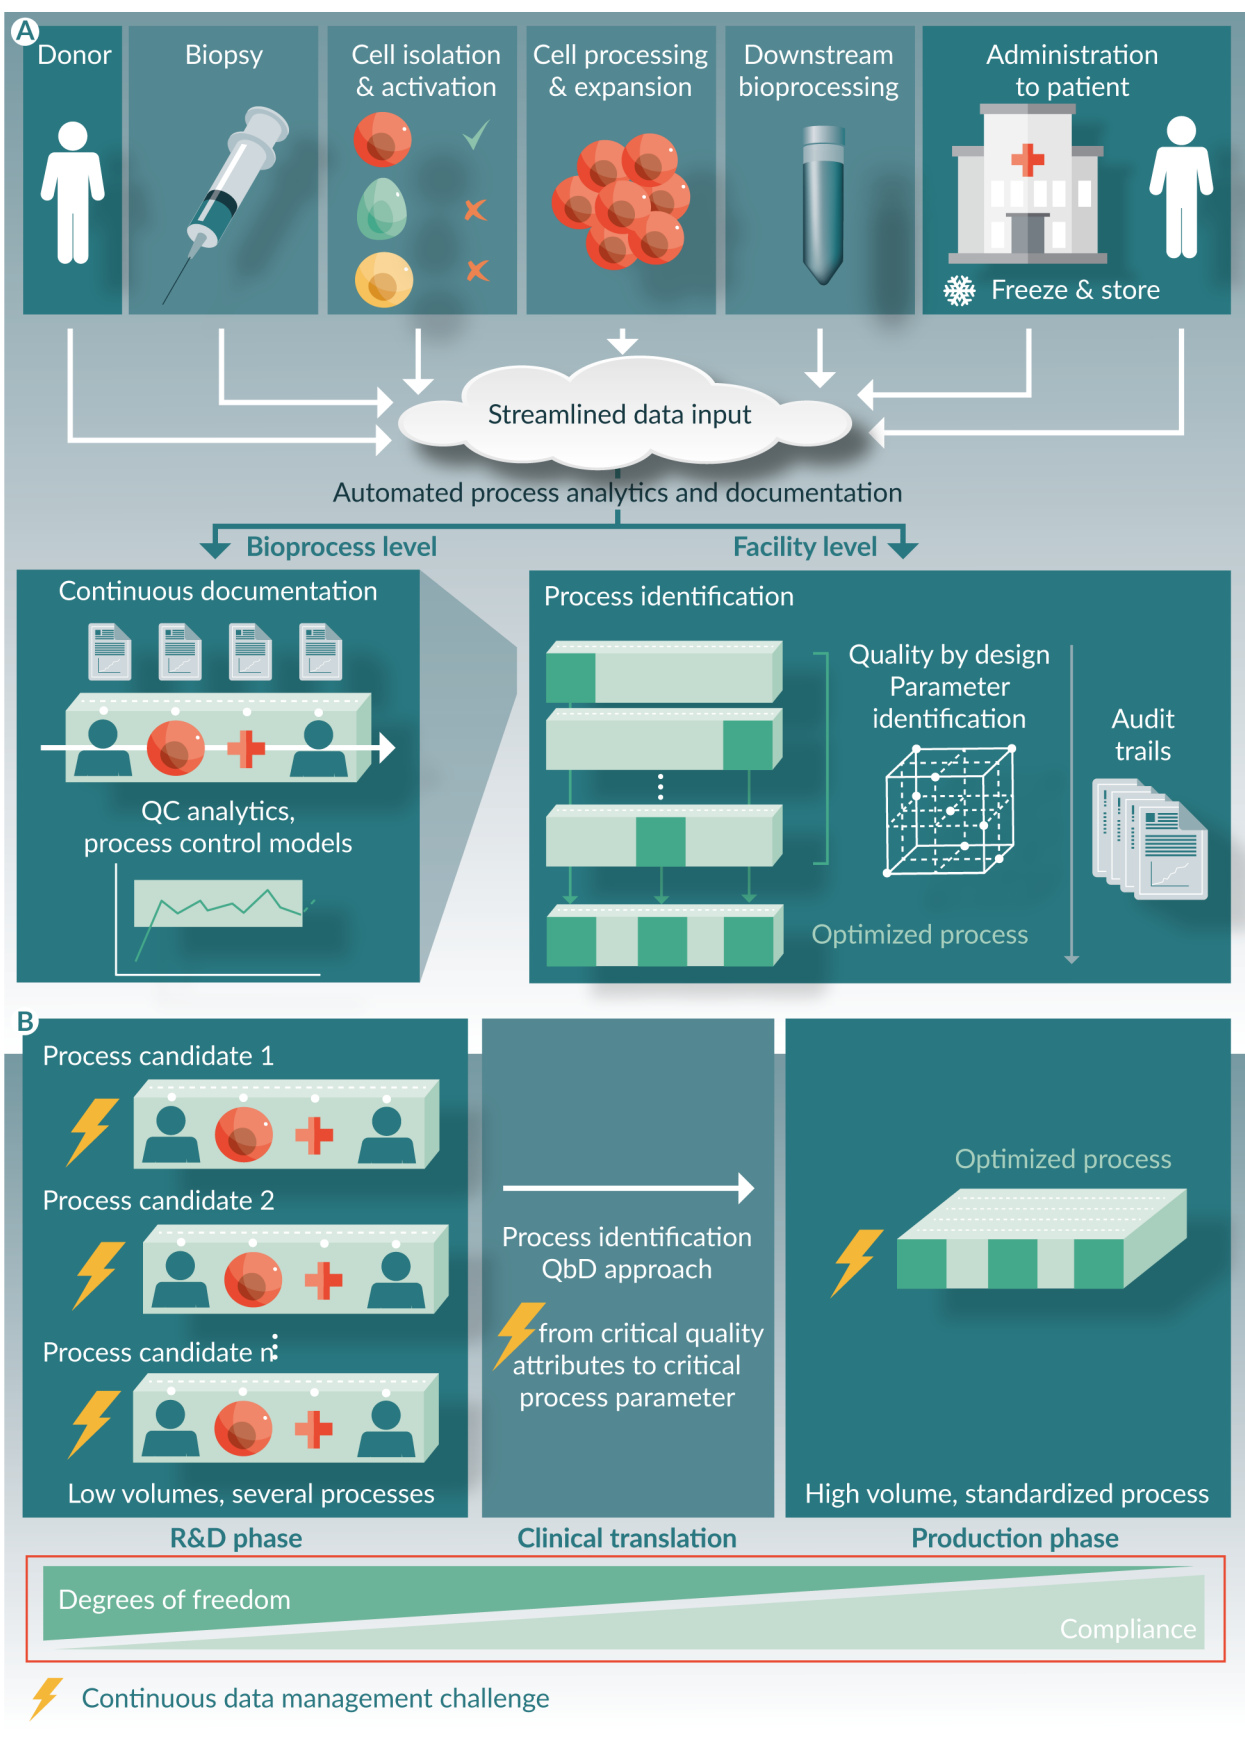 A
Donor
Biopsy
Cell isolation
& activation
Cell processing
& expansion
Downstream
bioprocessing
Administration
to patient
Freeze & store
Streamlined data input
Automated process analytics and documentation
Bioprocess level
Facility level
Continuous documentation
QC analytics,
process control models
Process identification
Quality by design
Parameter
identification
Audit
trails
Optimized process
B
Process candidate 1
Process candidate 2
Process candidate n
Low volumes, several processes
Process identification
QbD approach
from critical quality
attributes to critical
process parameter
Optimized process
High volume, standardized process
R&D phase
Clinical translation
Production phase
Degrees of freedom
Compliance
Continuous data management challenge